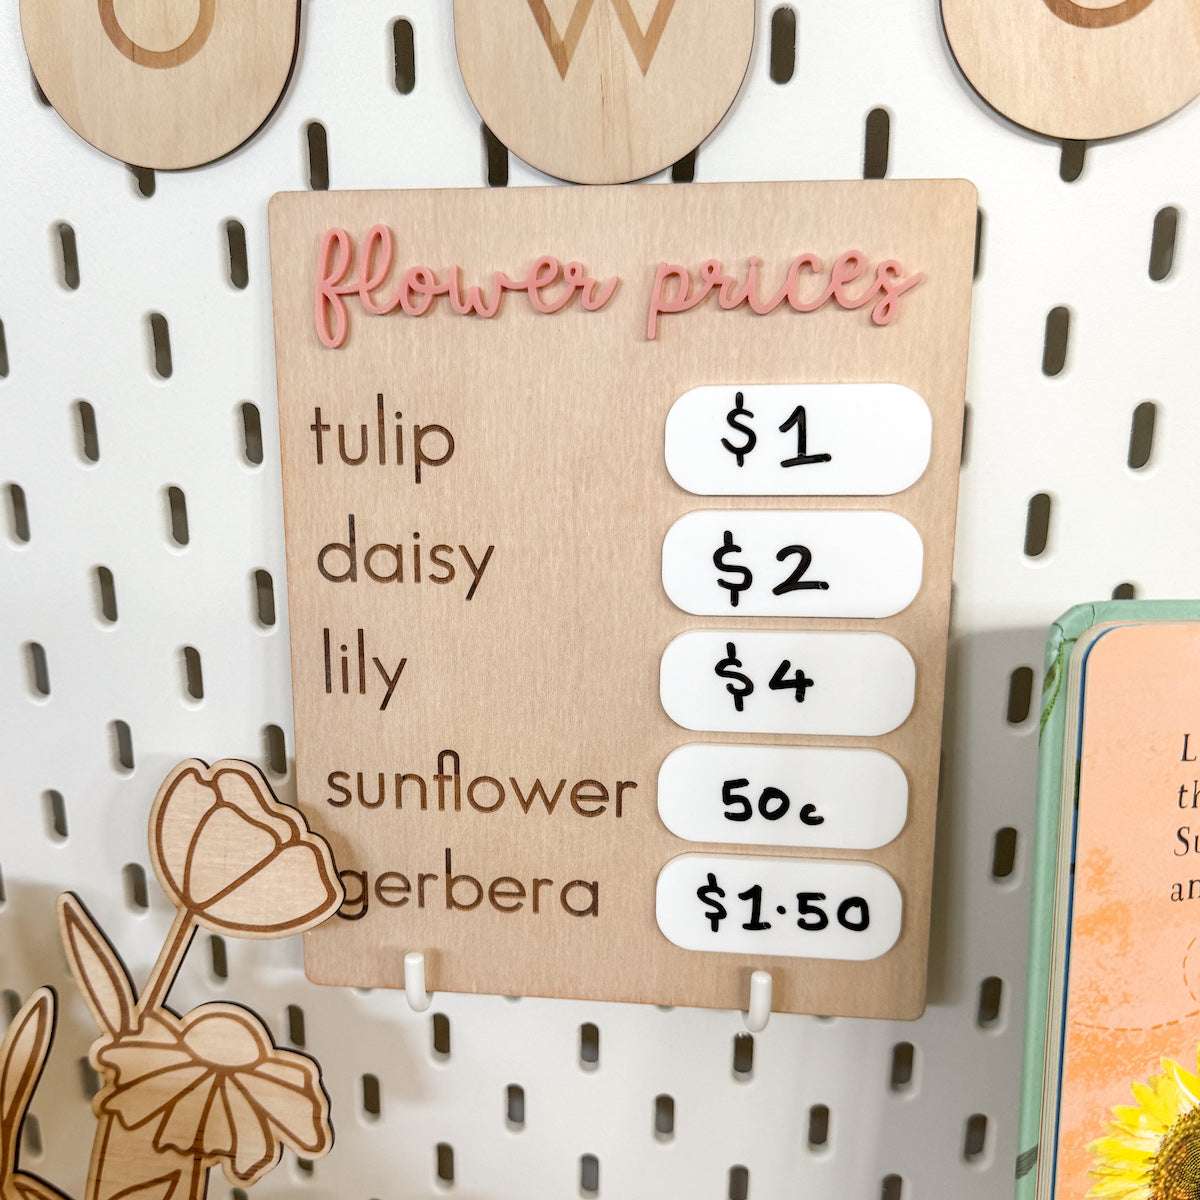 O W
flower prices
tulip $1
daisy $2
lily $4
sunflower 50c
gerbera $1.50